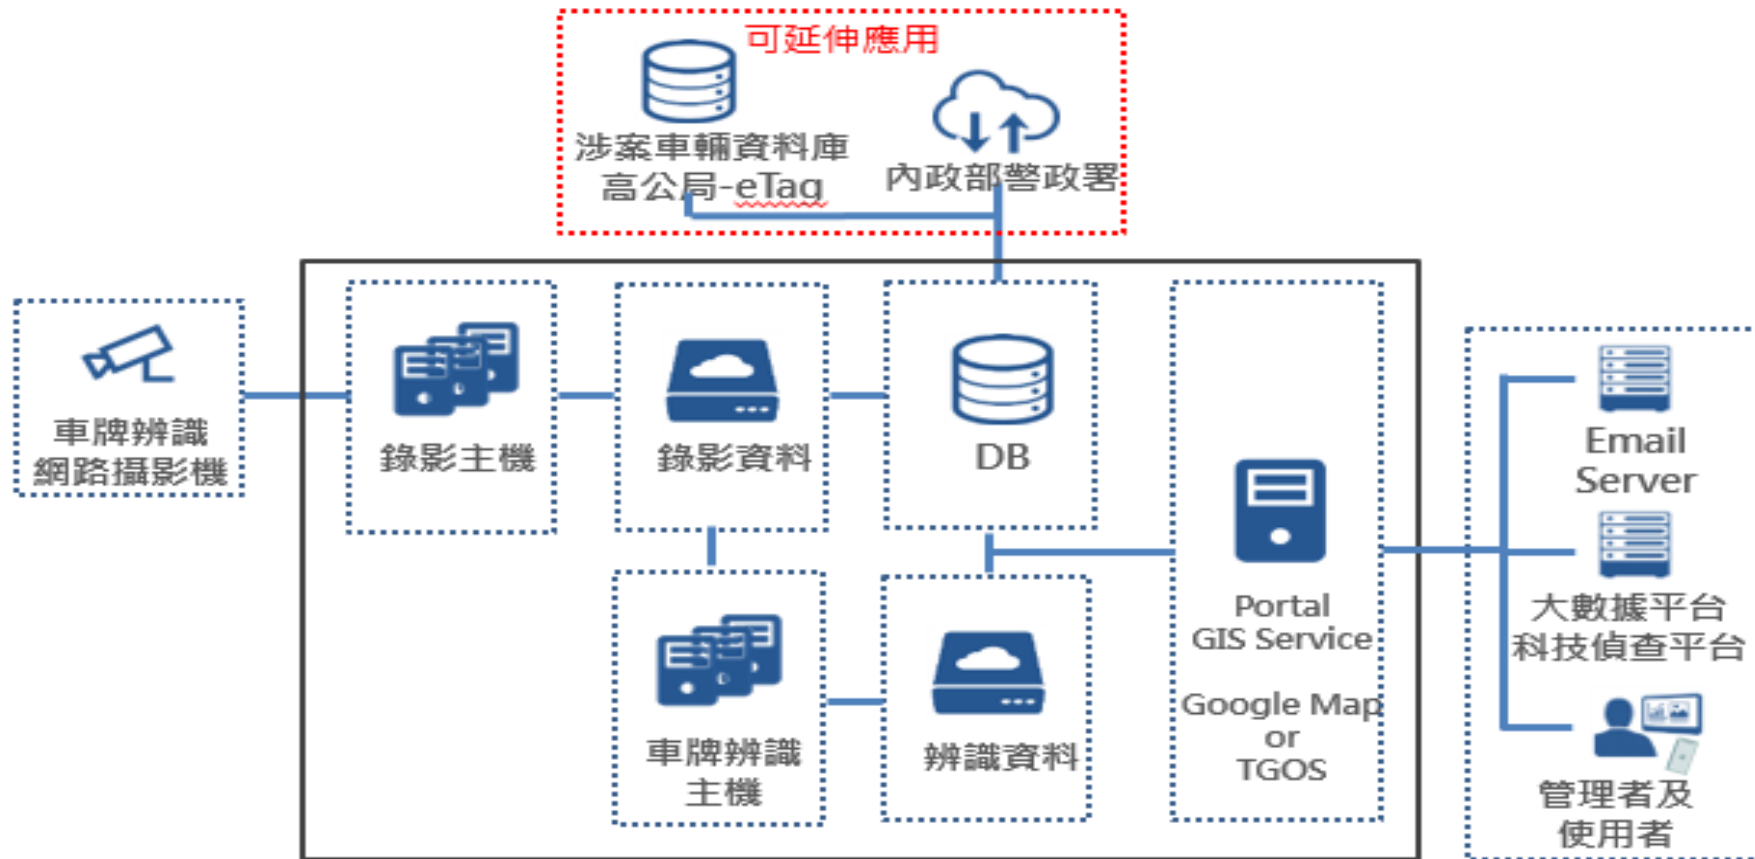 可延伸應用
涉案車輛資料庫
高公局-eTag
內政部警政署
車牌辨識
網路攝影機
錄影主機
錄影資料
DB
車牌辨識
主機
辨識資料
Portal
GIS Service
Google Map
or
TGOS
Email
Server
大數據平台
科技偵查平台
管理者及
使用者